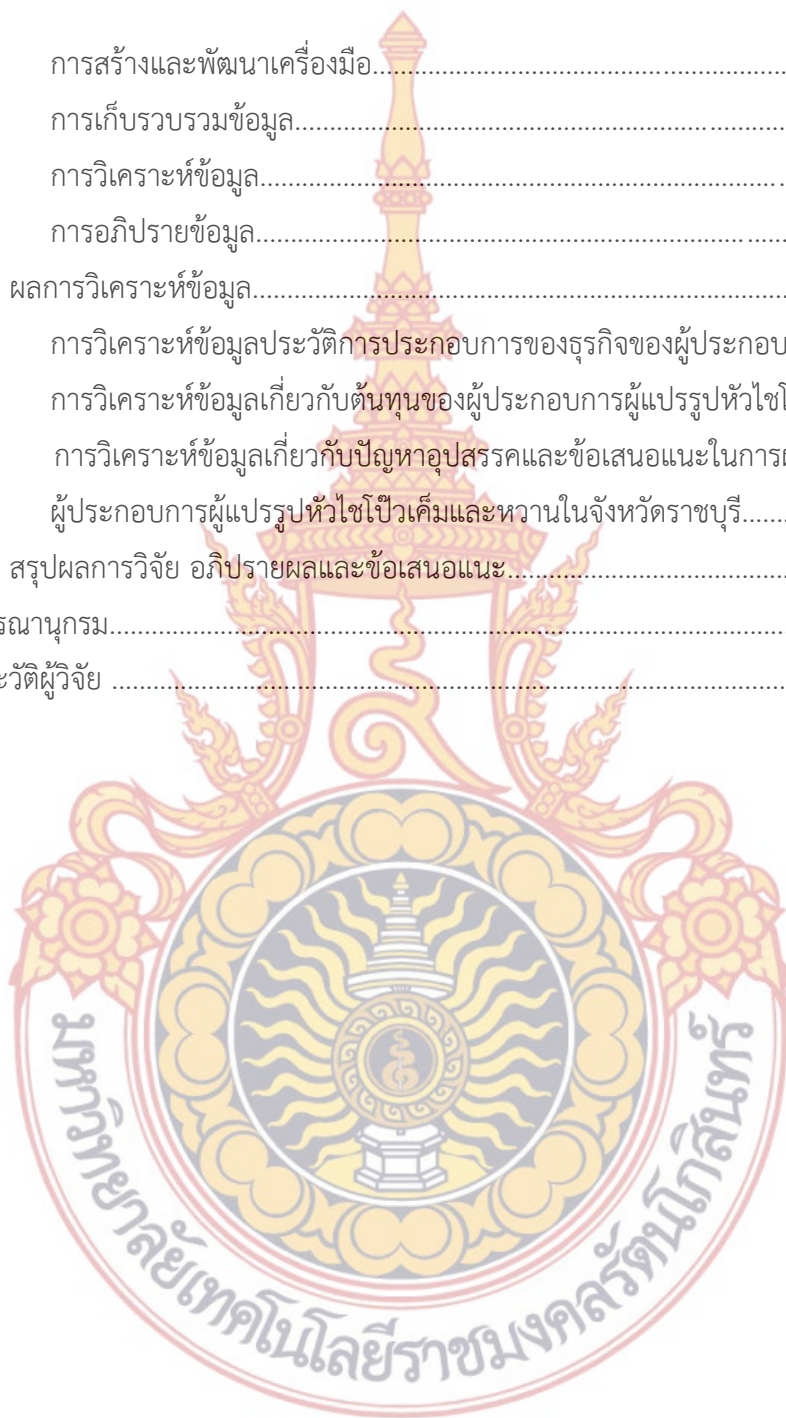 การสร้างและพัฒนาเครื่องมือ
การเก็บรวบรวมข้อมูล
การวิเคราะห์ข้อมูล
การอภิปรายข้อมูล
ผลการวิเคราะห์ข้อมูล
การวิเคราะห์ข้อมูลประวัติการประกอบการของธุรกิจของผู้ประกอบ
การวิเคราะห์ข้อมูลเกี่ยวกับต้นทุนของผู้ประกอบการผู้แปรรูปหัวไชโ
การวิเคราะห์ข้อมูลเกี่ยวกับปัญหาอุปสรรคและข้อเสนอแนะในการ
ผู้ประกอบการผู้แปรรูปหัวไชโป๊วเค็มและหวานในจังหวัดราชบุรี
สรุปผลการวิจัย อภิปรายผลและข้อเสนอแนะ
รณานุกรม
ะวัติผู้วิจัย
มหาวิทยาลัยเทคโนโลยีราชมงคลรัตนโกสินทร์